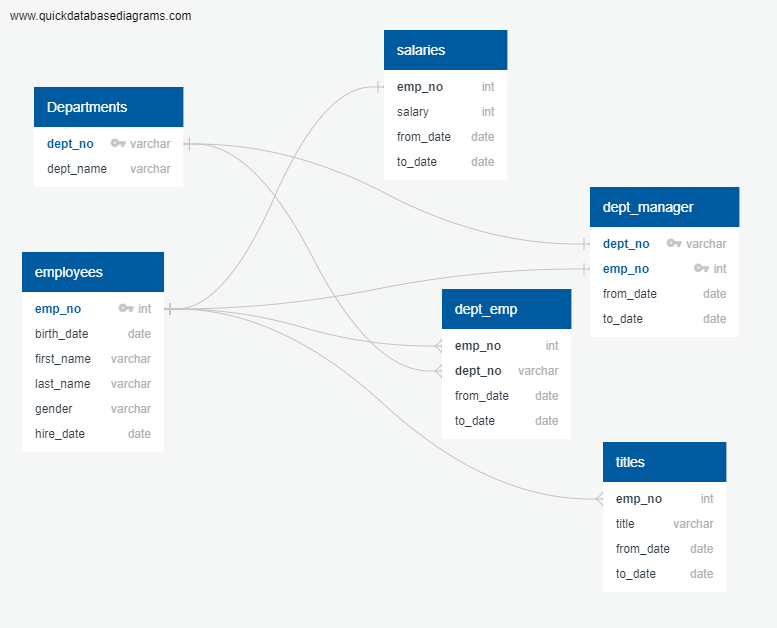 www.quickdatabasediagrams.com
salaries
emp_no int
salary int
from_date date
to_date date
Departments
dept_no varchar
dept_name varchar
dept_manager
dept_no varchar
emp_no int
from_date date
to_date date
employees
emp_no int
birth_date date
first_name varchar
last_name varchar
gender varchar
hire_date date
dept_emp
emp_no int
dept_no varchar
from_date date
to_date date
titles
emp_no int
title varchar
from_date date
to_date date